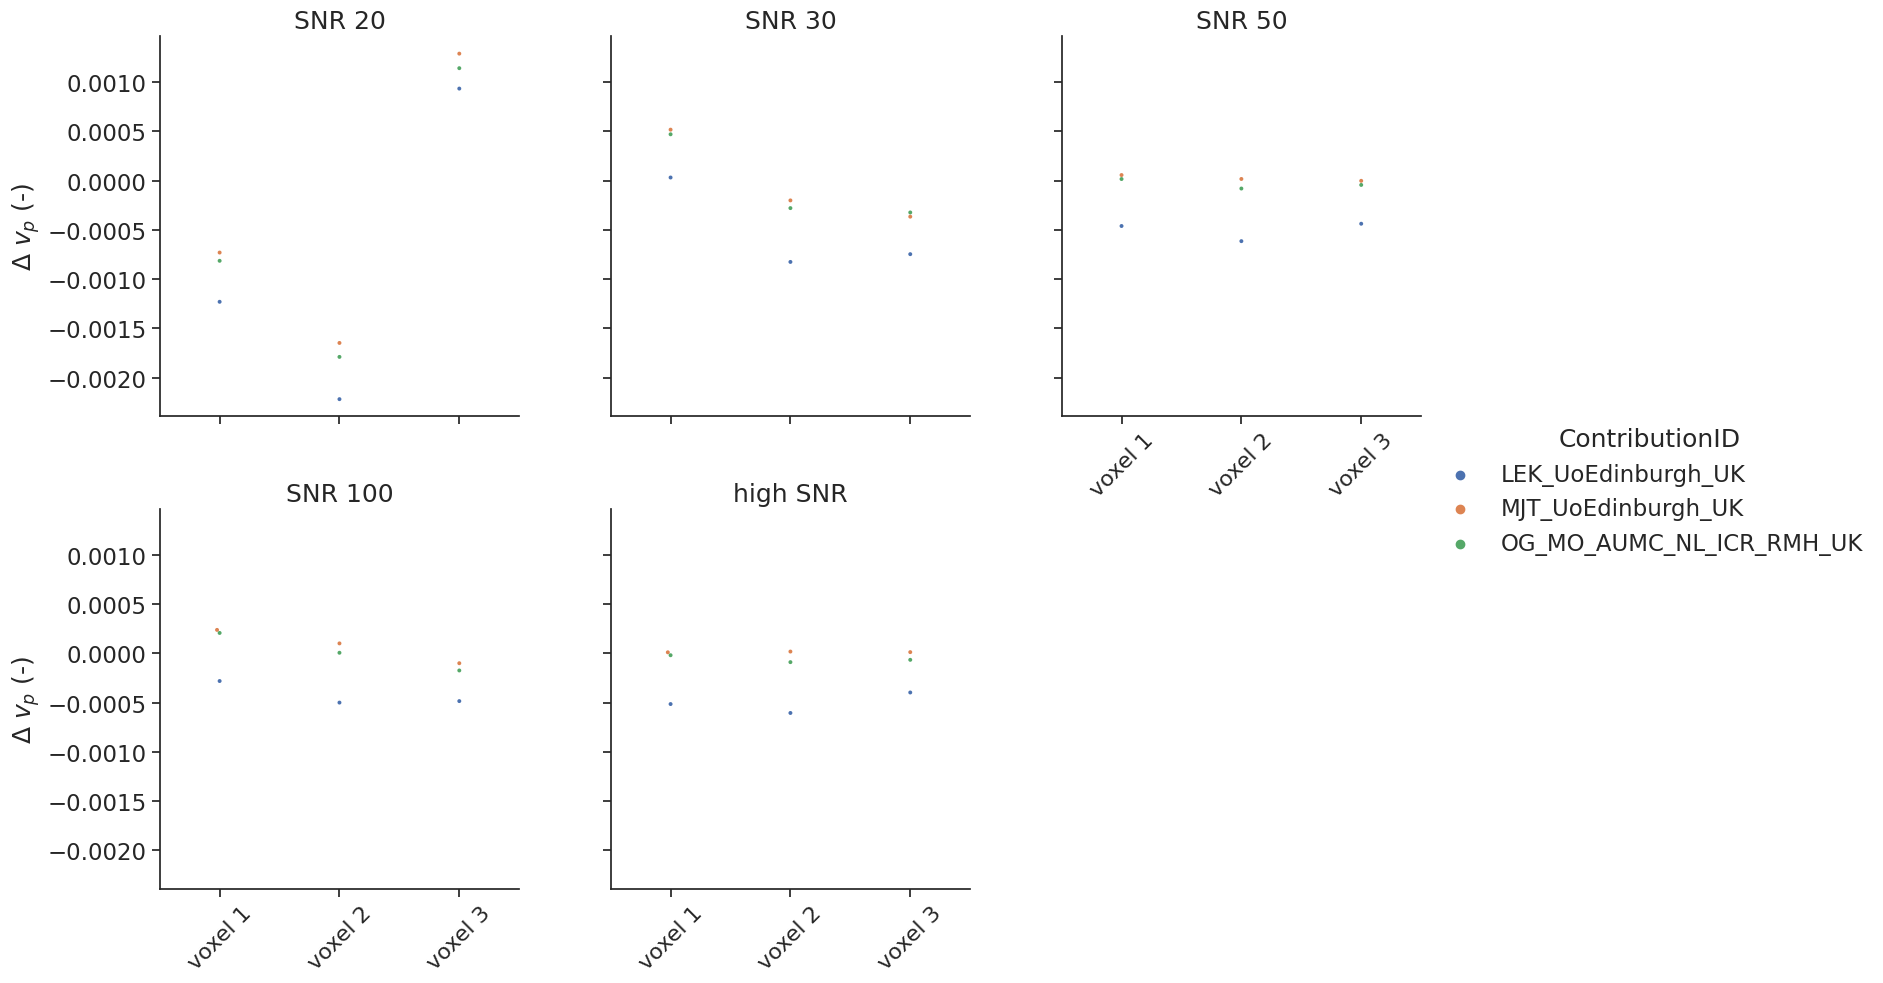 SNR 20
SNR 30
SNR 50
0.0010
0.0005
0.0000
−0.0005
−0.0010
−0.0015
−0.0020
Δ vₚ (-)
voxel 1
voxel 2
voxel 3
ContributionID
LEK_UoEdinburgh_UK
MJT_UoEdinburgh_UK
OG_MO_AUMC_NL_ICR_RMH_UK
SNR 100
high SNR
0.0010
0.0005
0.0000
−0.0005
−0.0010
−0.0015
−0.0020
Δ vₚ (-)
voxel 1
voxel 2
voxel 3
voxel 1
voxel 2
voxel 3